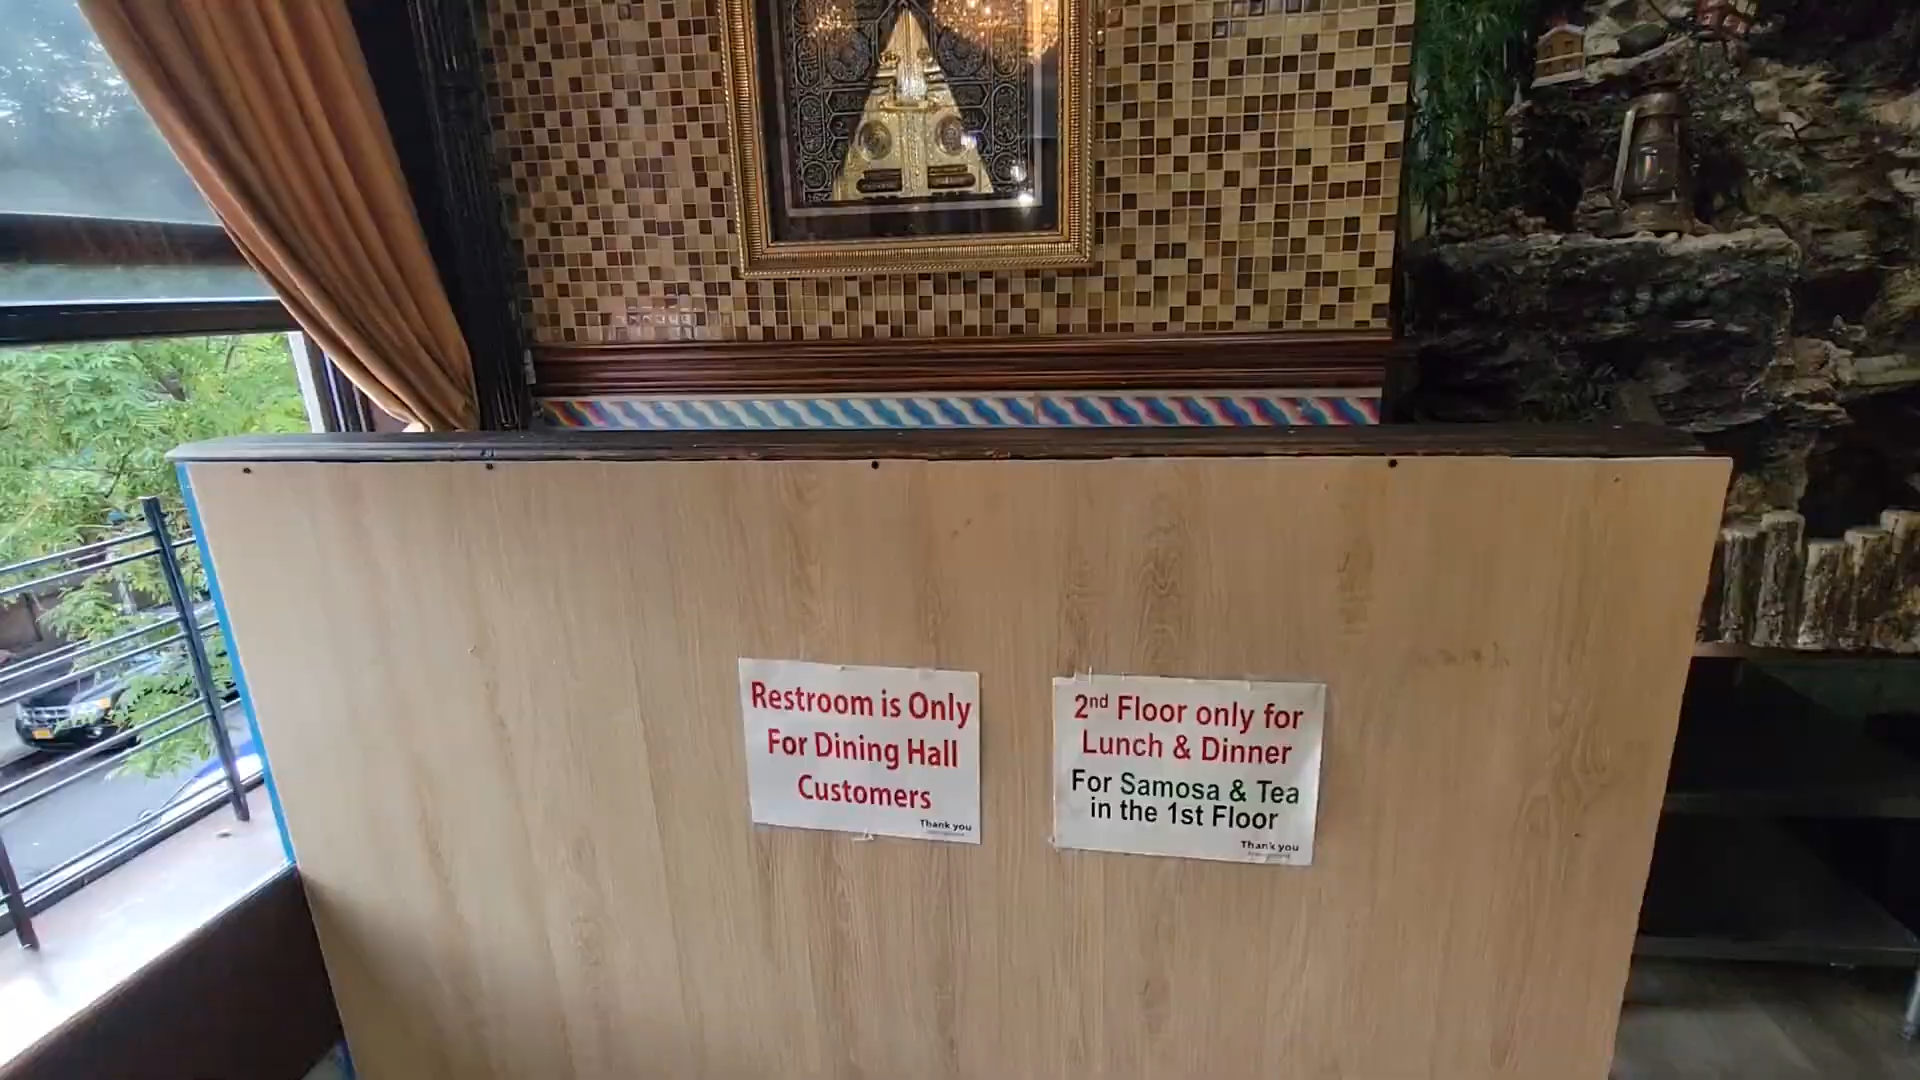 Restroom is Only
For Dining Hall
Customers
Thank you
2nd Floor only for
Lunch & Dinner
For Samosa & Tea
in the 1st Floor
Thank you